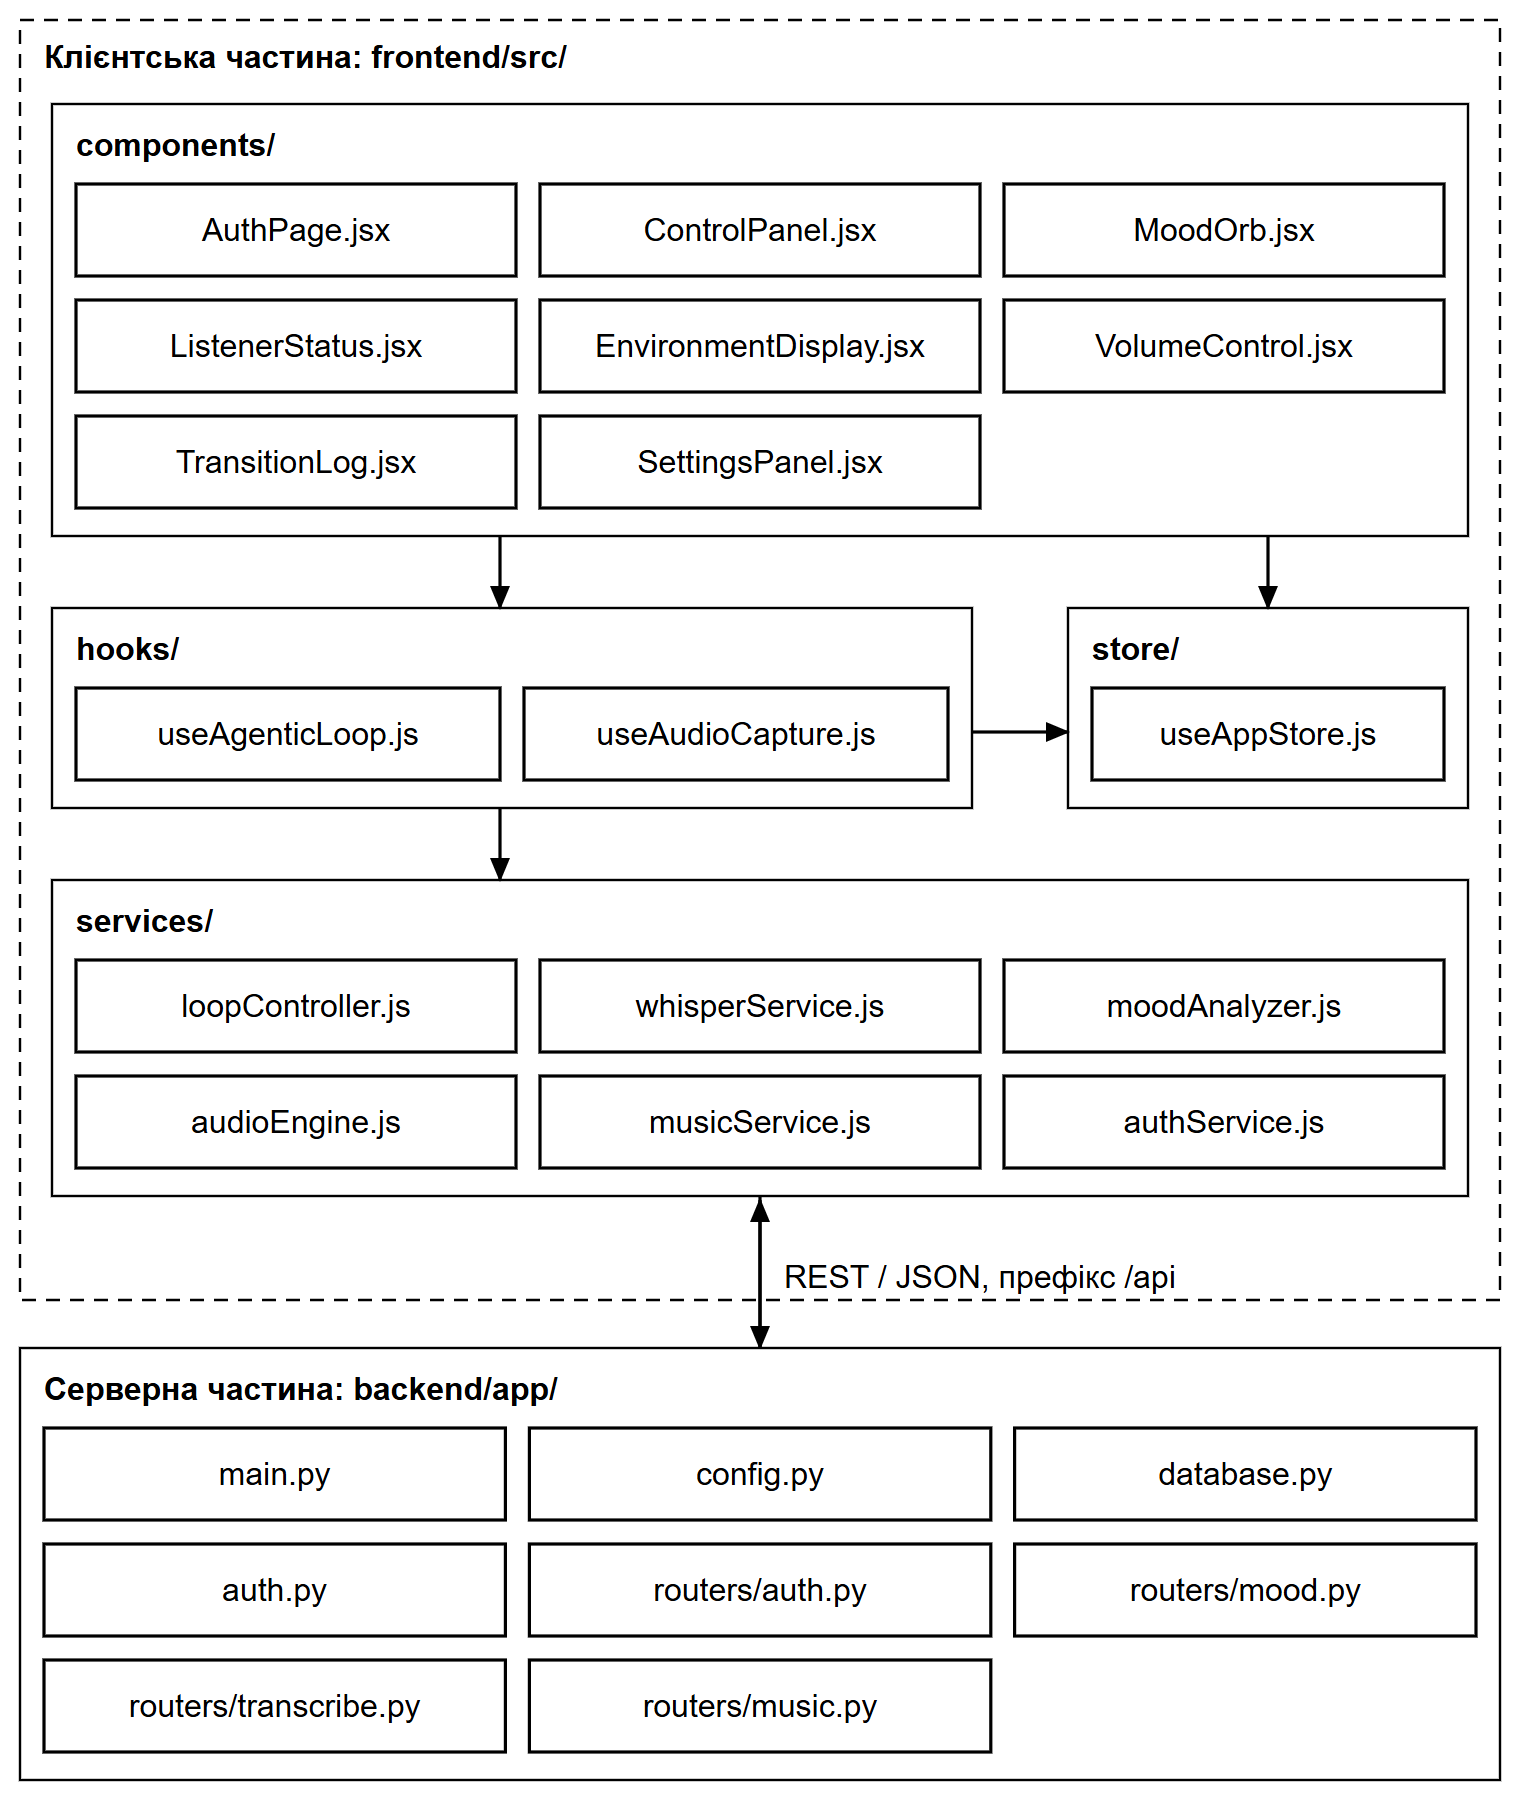 Клієнтська частина: frontend/src/
components/
AuthPage.jsx
ControlPanel.jsx
MoodOrb.jsx
ListenerStatus.jsx
EnvironmentDisplay.jsx
VolumeControl.jsx
TransitionLog.jsx
SettingsPanel.jsx
hooks/
useAgenticLoop.js
useAudioCapture.js
store/
useAppStore.js
services/
loopController.js
whisperService.js
moodAnalyzer.js
audioEngine.js
musicService.js
authService.js
REST / JSON, префікс /api
Серверна частина: backend/app/
main.py
config.py
database.py
auth.py
routers/auth.py
routers/mood.py
routers/transcribe.py
routers/music.py